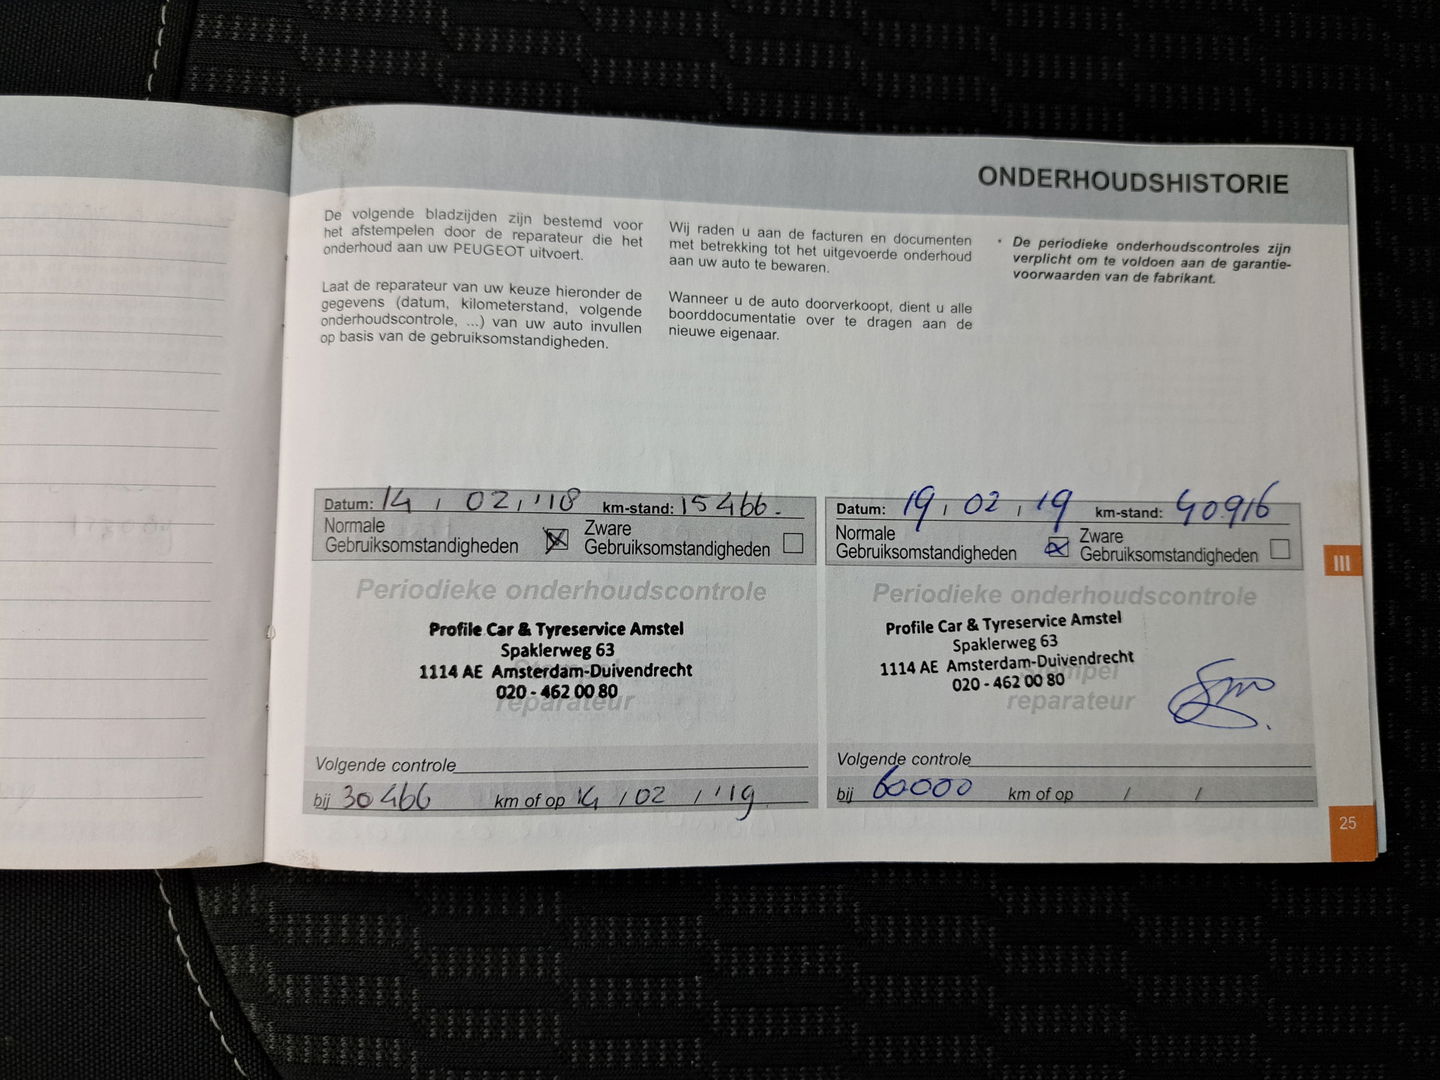 ONDERHOUDSHISTORIE
De volgende bladzijden zijn bestemd voor
het afstempelen door de reparateur die het
onderhoud aan uw PEUGEOT uitvoert.
Laat de reparateur van uw keuze hieronder de
gegevens (datum, kilometerstand, volgende
onderhoudscontrole, ...) van uw auto invullen
op basis van de gebruiksomstandigheden.
Wij raden u aan de facturen en documenten
met betrekking tot het uitgevoerde onderhoud
aan uw auto te bewaren.
Wanneer u de auto doorverkoopt, dient u alle
boorddocumentatie over te dragen aan de
nieuwe eigenaar.
• De periodieke onderhoudscontroles zijn
verplicht om te voldoen aan de garantie-
voorwaarden van de fabrikant.
Datum: 14 / 02 / '18 km-stand: 15466.
Normale
Gebruiksomstandigheden
Zware
Gebruiksomstandigheden
Periodieke onderhoudscontrole
Profile Car & Tyreservice Amstel
Spaklerweg 63
1114 AE Amsterdam-Duivendrecht
020 - 462 00 80
reparateur
Volgende controle
bij 30466 km of op 14 / 02 / '19
Datum: 19 / 02 / 19 km-stand: 40916
Normale
Gebruiksomstandigheden
Zware
Gebruiksomstandigheden
Periodieke onderhoudscontrole
Profile Car & Tyreservice Amstel
Spaklerweg 63
1114 AE Amsterdam-Duivendrecht
Stempel
020 - 462 00 80
reparateur
Volgende controle
bij 60000 km of op / /
III
25